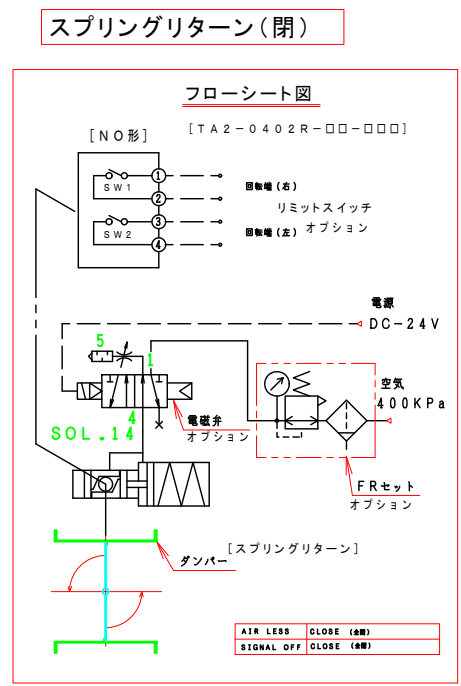 スプリングリターン(閉)
フローシート図
[NO形]
[TA2-0402R-□□-□□□]
SW1
1
2
SW2
3
4
回転端(右)
リミットスイッチ
オプション
回転端(左)
電源
DC-24V
5
1
4
SOL.14
電磁弁
オプション
空気
400KPa
FRセット
オプション
[スプリングリターン]
ダンパー
AIR LESS CLOSE (全閉)
SIGNAL OFF CLOSE (全閉)